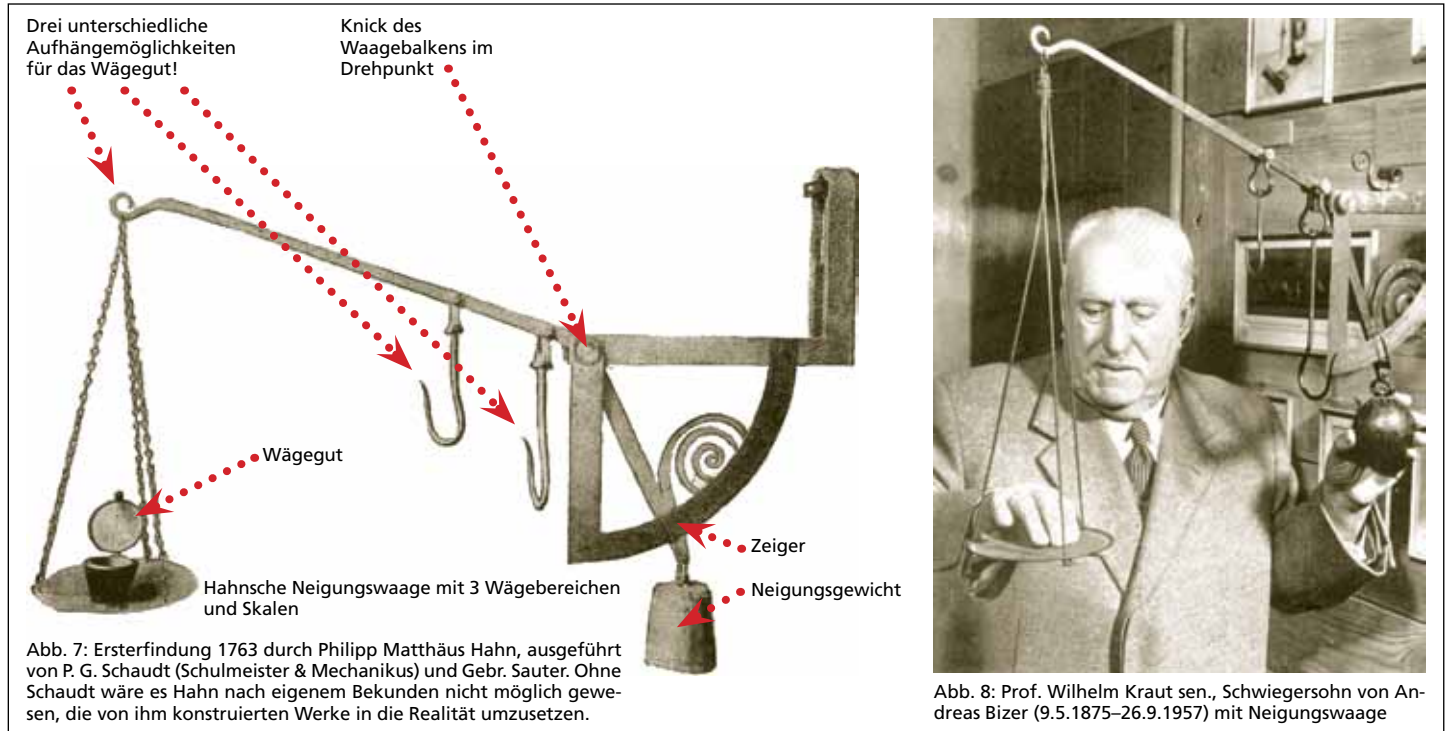 Drei unterschiedliche
Aufhängemöglichkeiten
für das Wägegut!
Knick des
Waagebalkens im
Drehpunkt
Wägegut
Zeiger
Neigungsgewicht
Hahnsche Neigungswaage mit 3 Wägebereichen
und Skalen
Abb. 7: Ersterfindung 1763 durch Philipp Matthäus Hahn, ausgeführt
von P. G. Schaudt (Schulmeister & Mechanikus) und Gebr. Sauter. Ohne
Schaudt wäre es Hahn nach eigenem Bekunden nicht möglich gewe-
sen, die von ihm konstruierten Werke in die Realität umzusetzen.
Abb. 8: Prof. Wilhelm Kraut sen., Schwiegersohn von An-
dreas Bizer (9.5.1875–26.9.1957) mit Neigungswaage